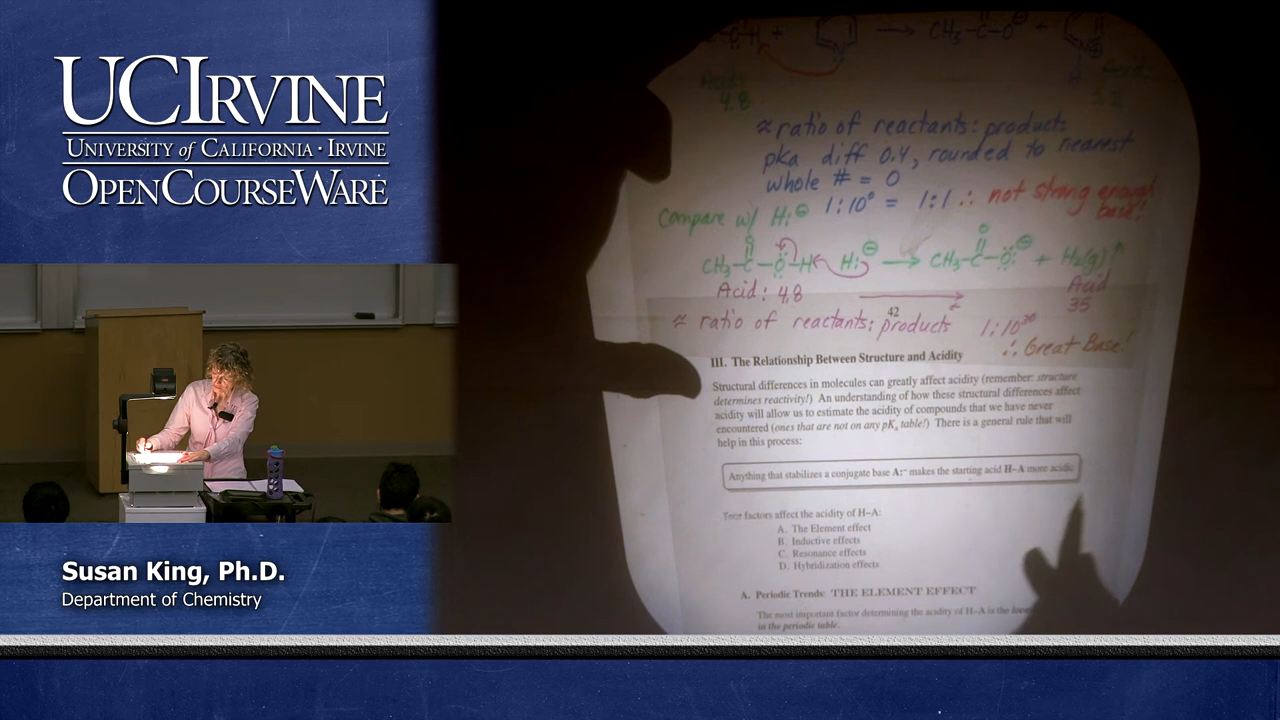 UCIRVINE
UNIVERSITY of CALIFORNIA · IRVINE
OPENCOURSEWARE
Susan King, Ph.D.
Department of Chemistry
+ → CH₃–C–O⊖ +
4.8
≈ ratio of reactants: products
pka diff 0.4, rounded to nearest
whole # = 0
1:10⁰ = 1:1 ∴ not strong enough
base!
Compare w/ H:⊖
CH₃–C–O–H H:⊖ → CH₃–C–O:⊖ + H₂(g)↑
Acid: 4.8 Acid
35
42
≈ ratio of reactants: products 1:10³⁰
∴ Great Base!
III. The Relationship Between Structure and Acidity
Structural differences in molecules can greatly affect acidity (remember: structure
determines reactivity!) An understanding of how these structural differences affect
acidity will allow us to estimate the acidity of compounds that we have never
encountered (ones that are not on any pKa table!) There is a general rule that will
help in this process:
Anything that stabilizes a conjugate base A:⁻ makes the starting acid H–A more acidic
Four factors affect the acidity of H–A:
A. The Element effect
B. Inductive effects
C. Resonance effects
D. Hybridization effects
A. Periodic Trends: THE ELEMENT EFFECT
The most important factor determining the acidity of H–A is the
in the periodic table.